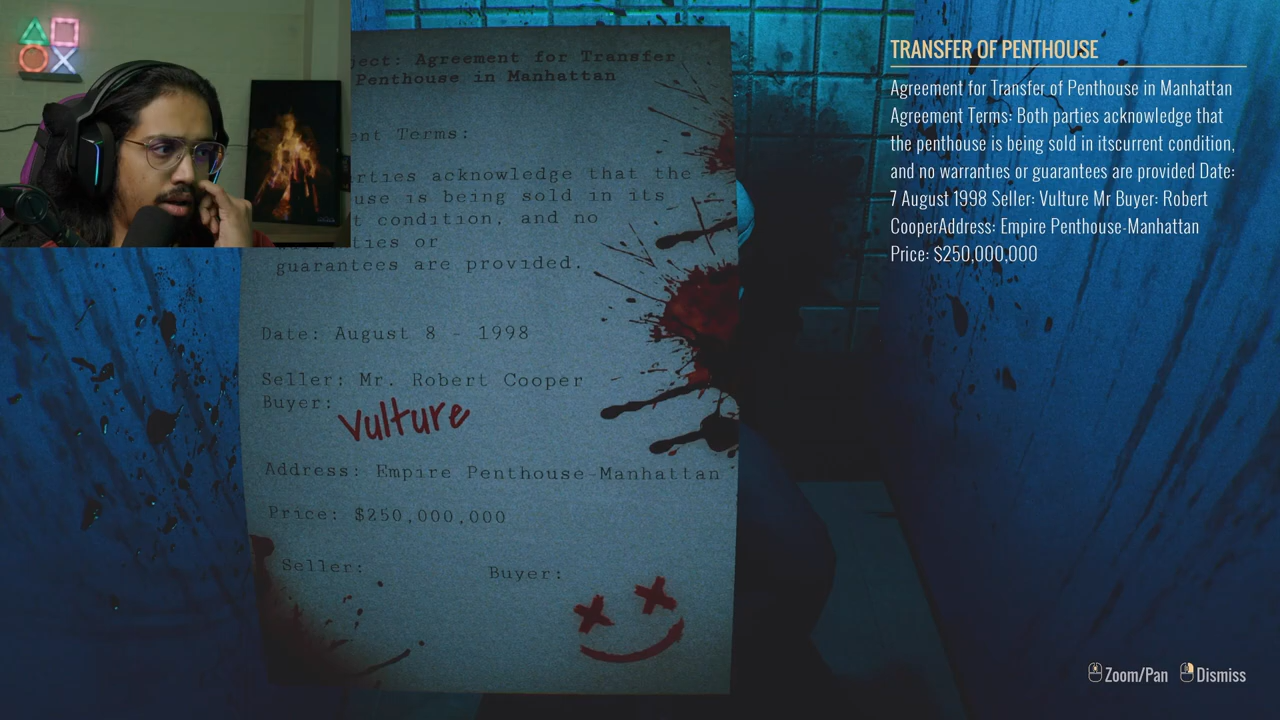 ject: Agreement for Transfer
Penthouse in Manhattan
ent Terms:
erties acknowledge that the
use is being sold in its
t condition, and no
ties or
guarantees are provided.
Date: August 8 - 1998
Seller: Mr. Robert Cooper
Buyer:
Vulture
Address: Empire Penthouse-Manhattan
Price: $250,000,000
Seller:
Buyer:
TRANSFER OF PENTHOUSE
Agreement for Transfer of Penthouse in Manhattan
Agreement Terms: Both parties acknowledge that
the penthouse is being sold in itscurrent condition,
and no warranties or guarantees are provided Date:
7 August 1998 Seller: Vulture Mr Buyer: Robert
CooperAddress: Empire Penthouse-Manhattan
Price: $250,000,000
Zoom/Pan
Dismiss